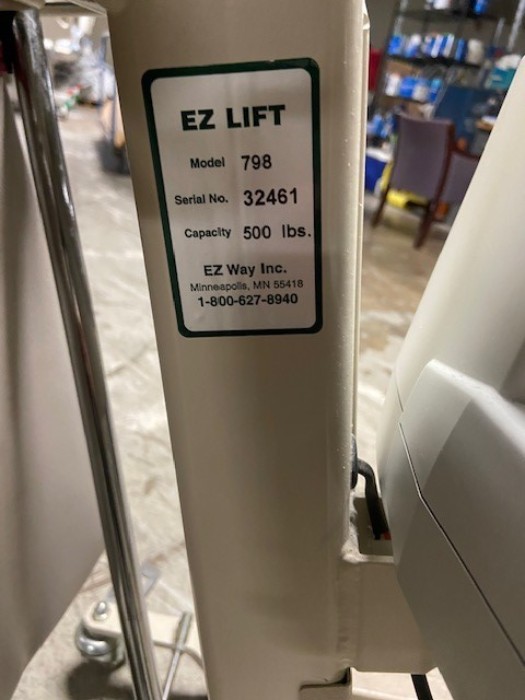 EZ LIFT
Model 798
Serial No. 32461
Capacity 500 lbs.
EZ Way Inc.
Minneapolis, MN 55418
1-800-627-8940